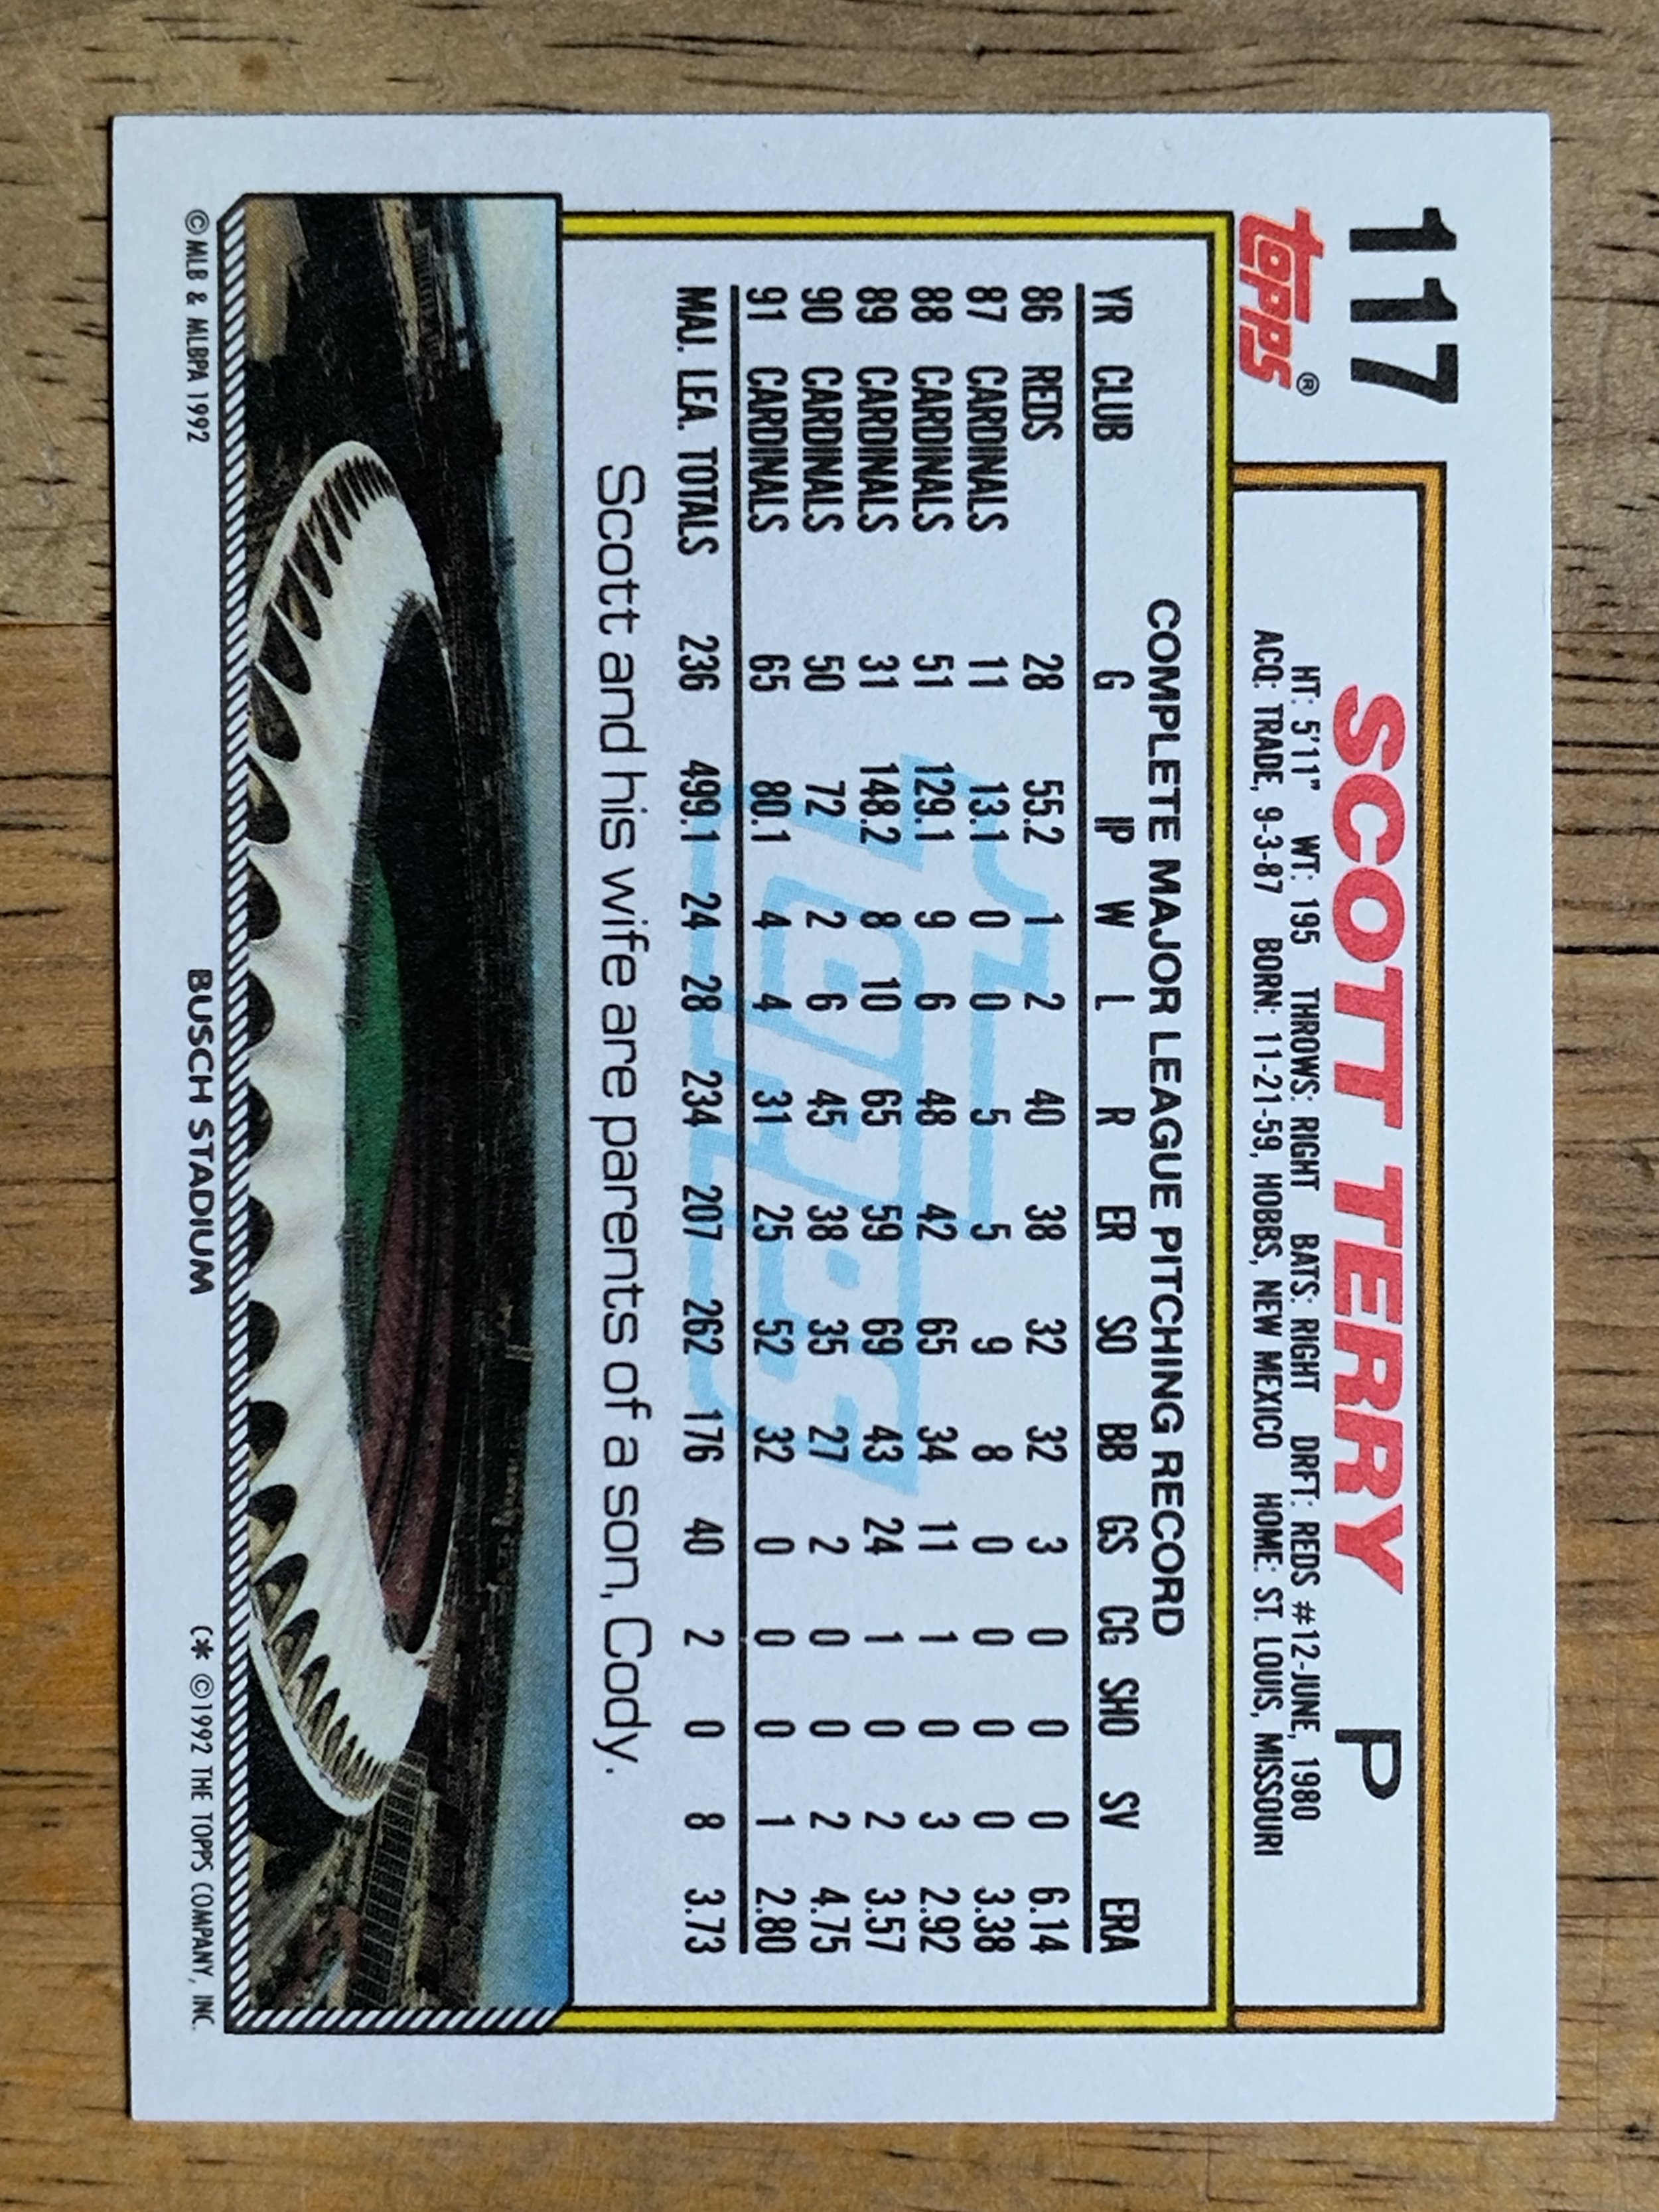 117
SCOTT TERRY P
topps®
HT: 5'11" WT: 195 THROWS: RIGHT BATS: RIGHT DRFT: REDS #12-JUNE, 1980
ACQ: TRADE, 9-3-87 BORN: 11-21-59, HOBBS, NEW MEXICO HOME: ST. LOUIS, MISSOURI
COMPLETE MAJOR LEAGUE PITCHING RECORD
YR CLUB G IP W L R ER SO BB GS CG SHO SV ERA
86 REDS 28 55.2 1 2 40 38 32 32 3 0 0 0 6.14
87 CARDINALS 11 13.1 0 0 5 5 9 8 0 0 0 0 3.38
88 CARDINALS 51 129.1 9 6 48 42 65 34 11 1 0 3 2.92
89 CARDINALS 31 148.2 8 10 65 59 69 43 24 1 0 2 3.57
90 CARDINALS 50 72 2 6 45 38 35 27 2 0 0 2 4.75
91 CARDINALS 65 80.1 4 4 31 25 52 32 0 0 0 1 2.80
MAJ. LEA. TOTALS 236 499.1 24 28 234 207 262 176 40 2 0 8 3.73
Topps
Scott and his wife are parents of a son, Cody.
© MLB & MLBPA 1992 BUSCH STADIUM C* ©1992 THE TOPPS COMPANY, INC.